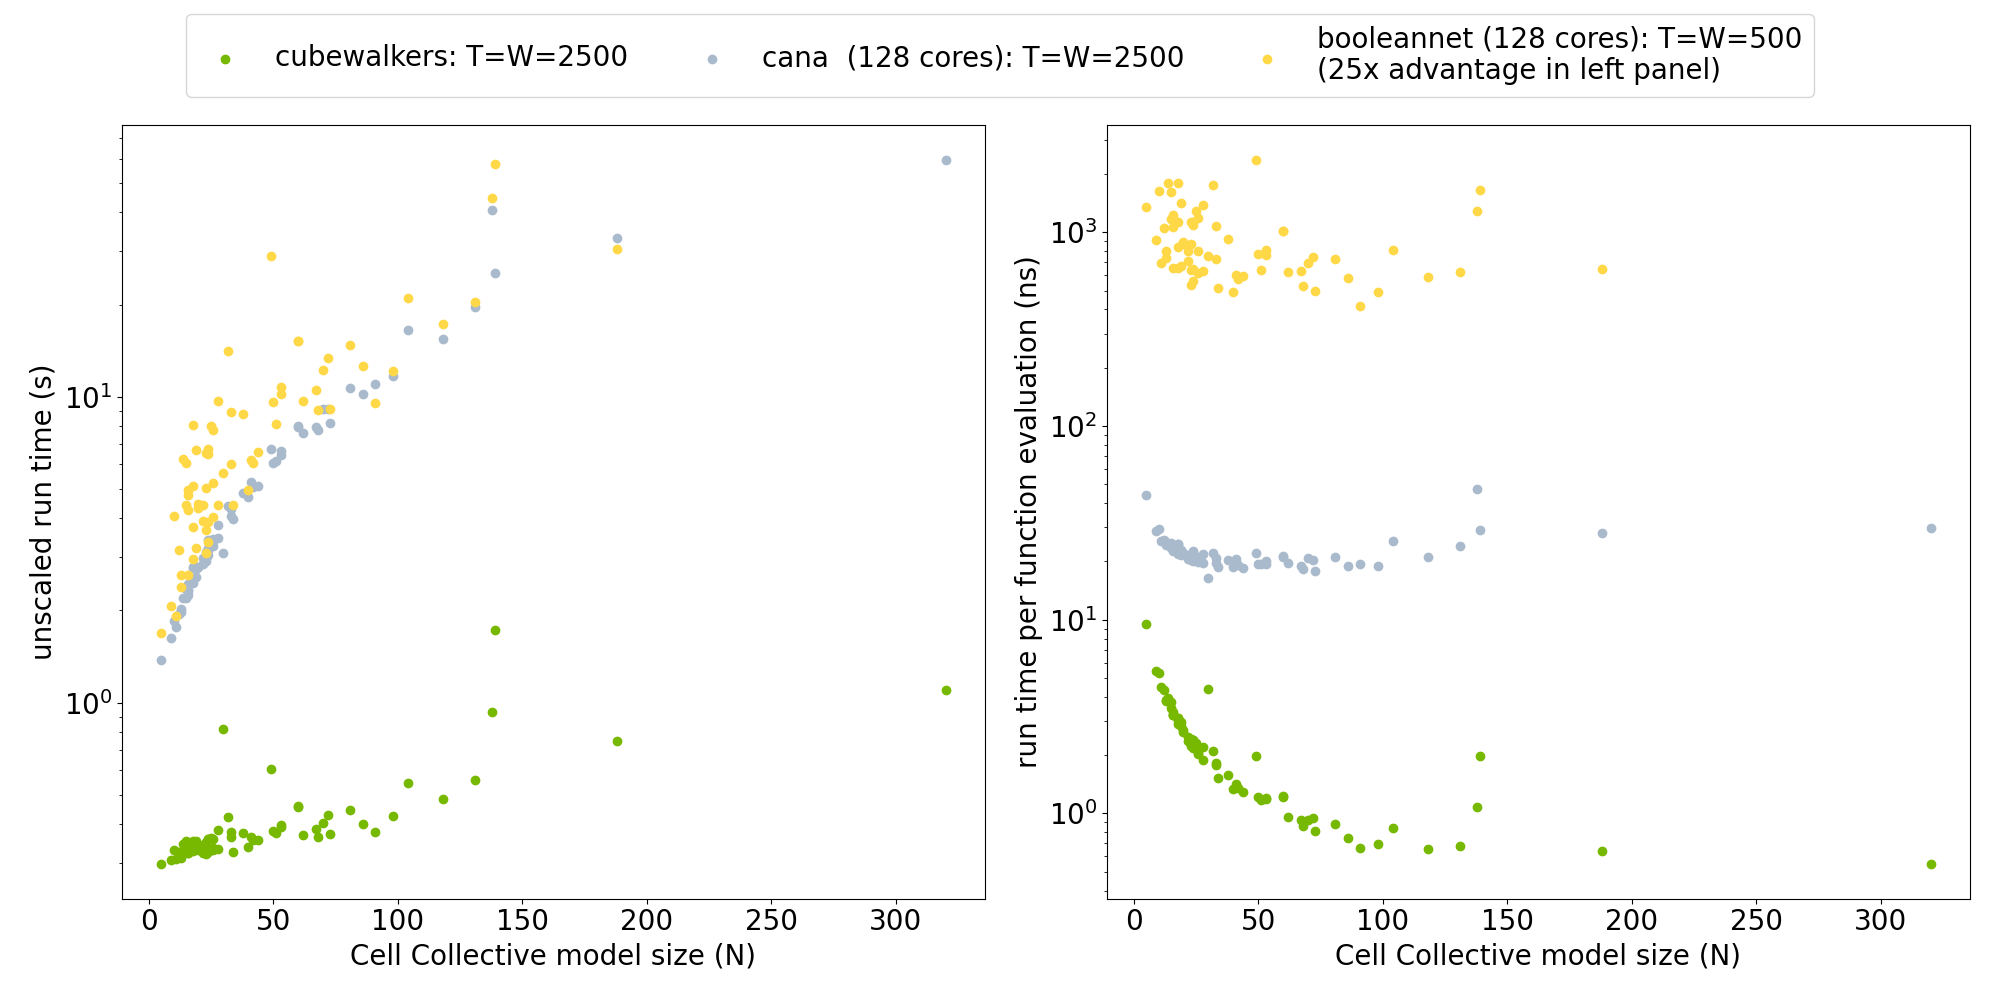 cubewalkers: T=W=2500
cana  (128 cores): T=W=2500
booleannet (128 cores): T=W=500
(25x advantage in left panel)
unscaled run time (s)
10¹
10⁰
0 50 100 150 200 250 300
Cell Collective model size (N)
run time per function evaluation (ns)
10³
10²
10¹
10⁰
0 50 100 150 200 250 300
Cell Collective model size (N)